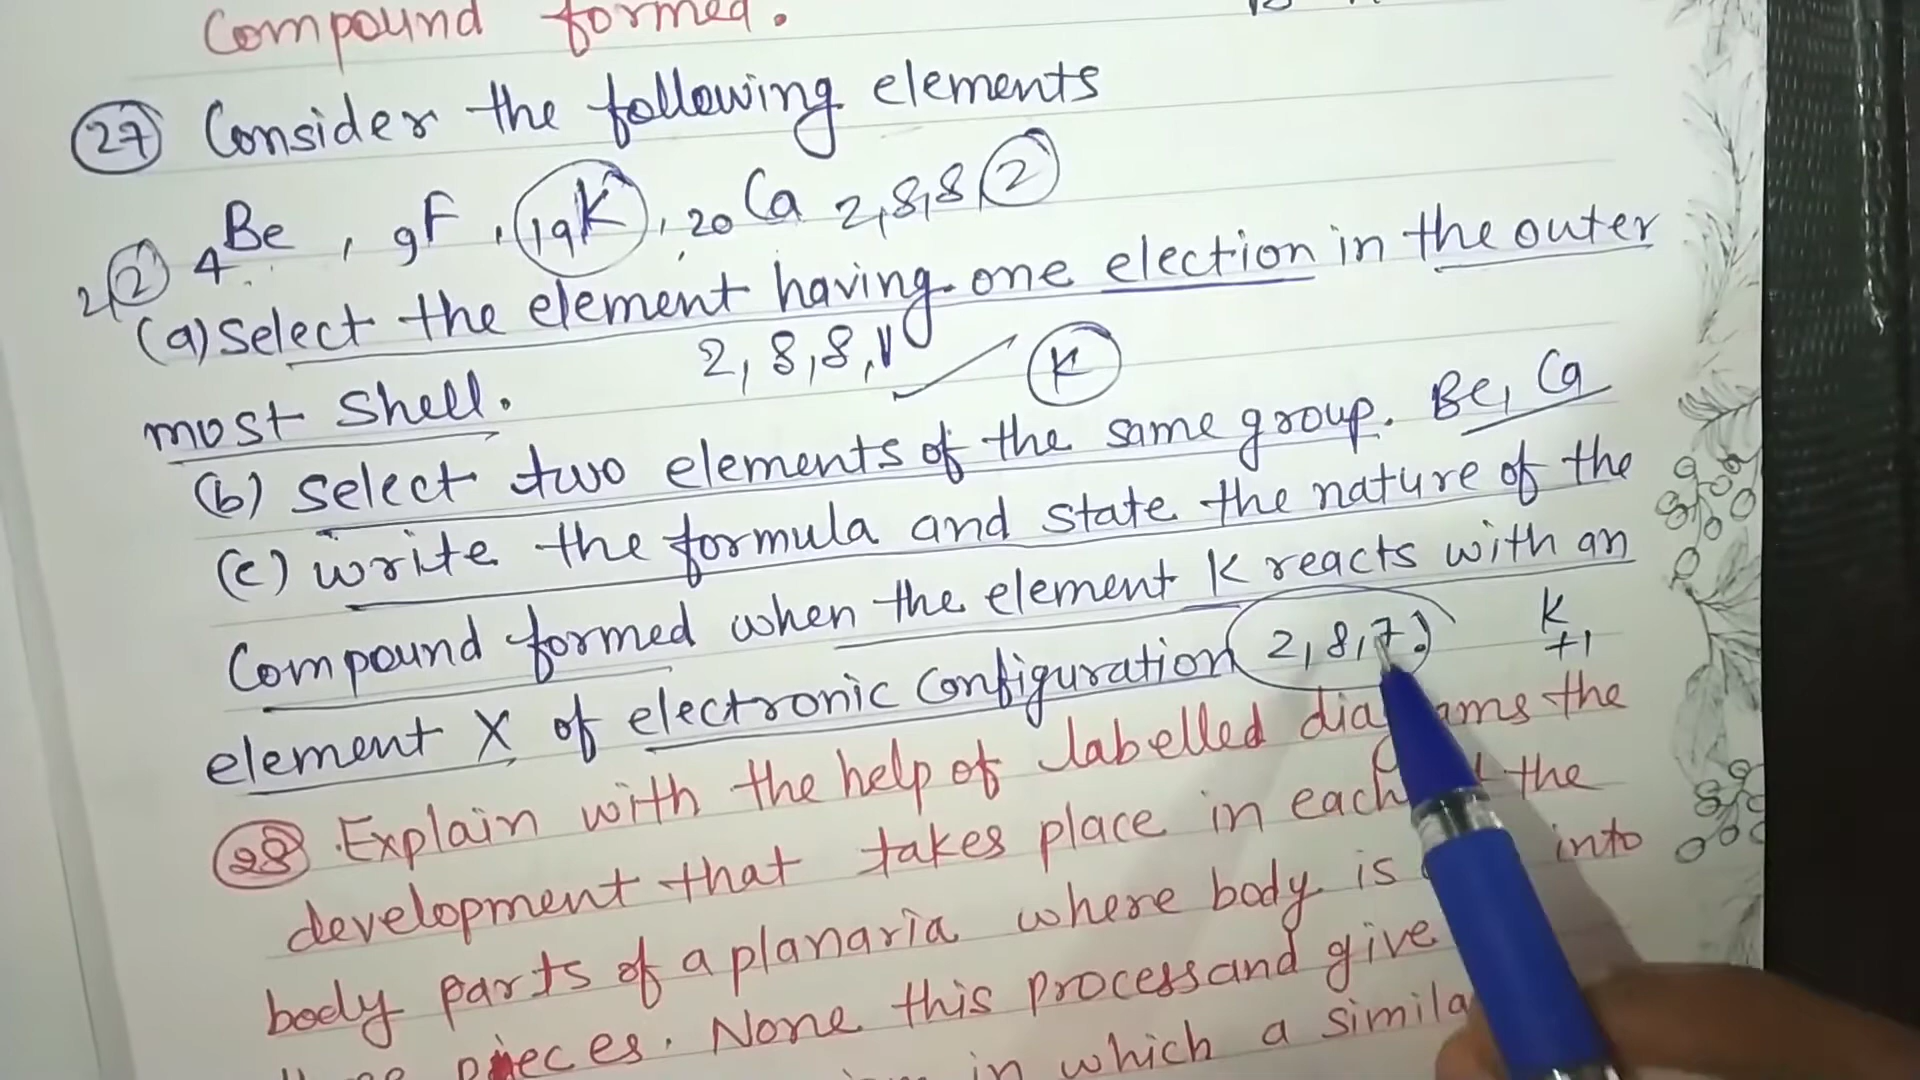 Compound formed.
(27) Consider the following elements
2,(2) 4Be, 9F, 19K, 20Ca 2,8,8,2
(a) select the element having one election in the outer
most shell. 2,8,8,1 K
(b) select two elements of the same group. Be, Ca
(c) write the formula and state the nature of the
Compound formed when the element K reacts with an
element X of electronic configuration (2,8,7.) K +1
(28) Explain with the help of labelled the
development that takes place in each the
body parts of a planaria where body is into
pieces. None this process and give
in which a